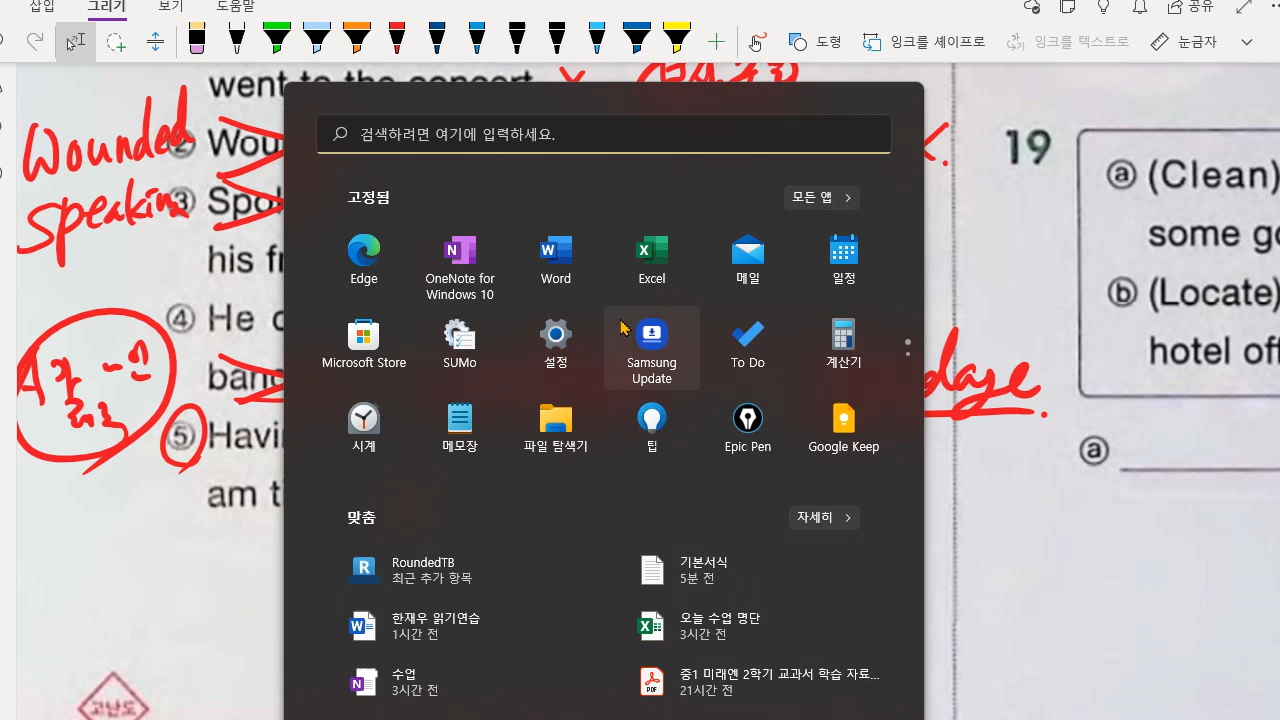 삽입 그리기 보기 도움말 공유
도형 잉크를 셰이프로 잉크를 텍스트로 눈금자
went to the concert
Wounded
② Wou
speaking
③ Spok
his fr
④ He
band
⑤ Havi
am ti
고난도
검색하려면 여기에 입력하세요.
고정됨
모든 앱 >
Edge
OneNote for
Windows 10
Word
Excel
메일
일정
Microsoft Store
SUMo
설정
Samsung
Update
To Do
계산기
시계
메모장
파일 탐색기
팁
Epic Pen
Google Keep
맞춤
자세히 >
RoundedTB
최근 추가 항목
기본서식
5분 전
한재우 읽기연습
1시간 전
오늘 수업 명단
3시간 전
수업
3시간 전
중1 미래엔 2학기 교과서 학습 자료...
21시간 전
19
ⓐ (Clean)
some go
ⓑ (Locate)
hotel off
ⓐ